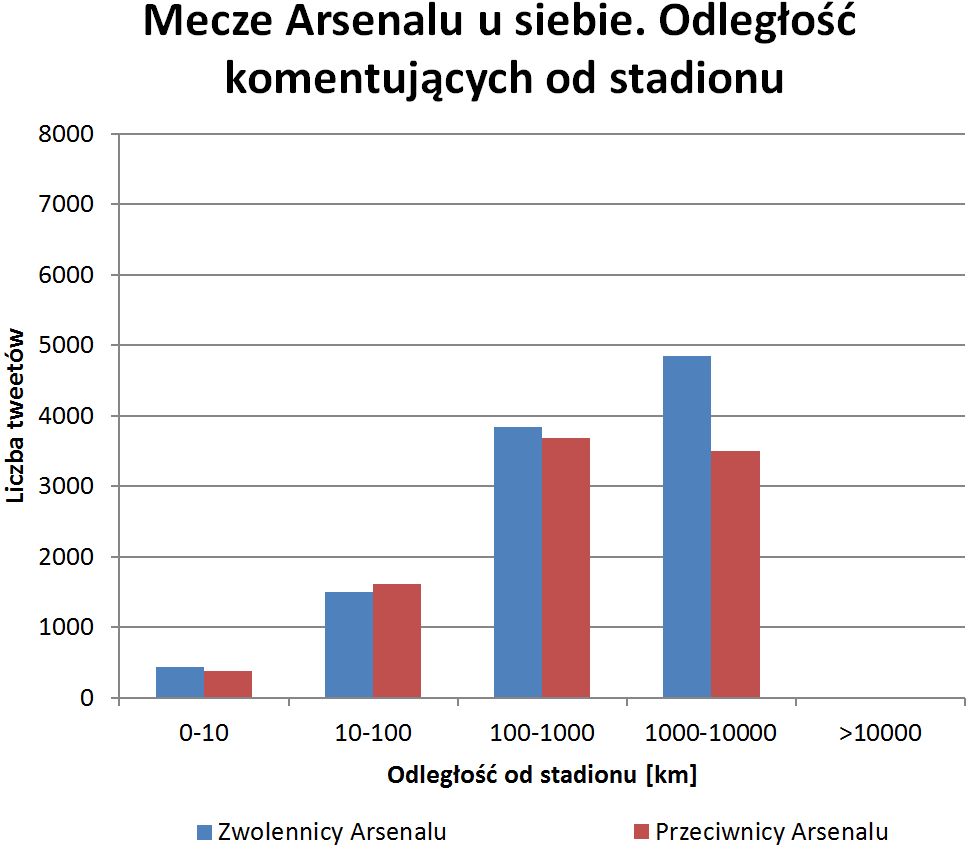 Mecze Arsenalu u siebie. Odległość
komentujących od stadionu
8000
7000
6000
5000
4000
3000
2000
1000
0
Liczba tweetów
0-10
10-100
100-1000
1000-10000
>10000
Odległość od stadionu [km]
Zwolennicy Arsenalu
Przeciwnicy Arsenalu